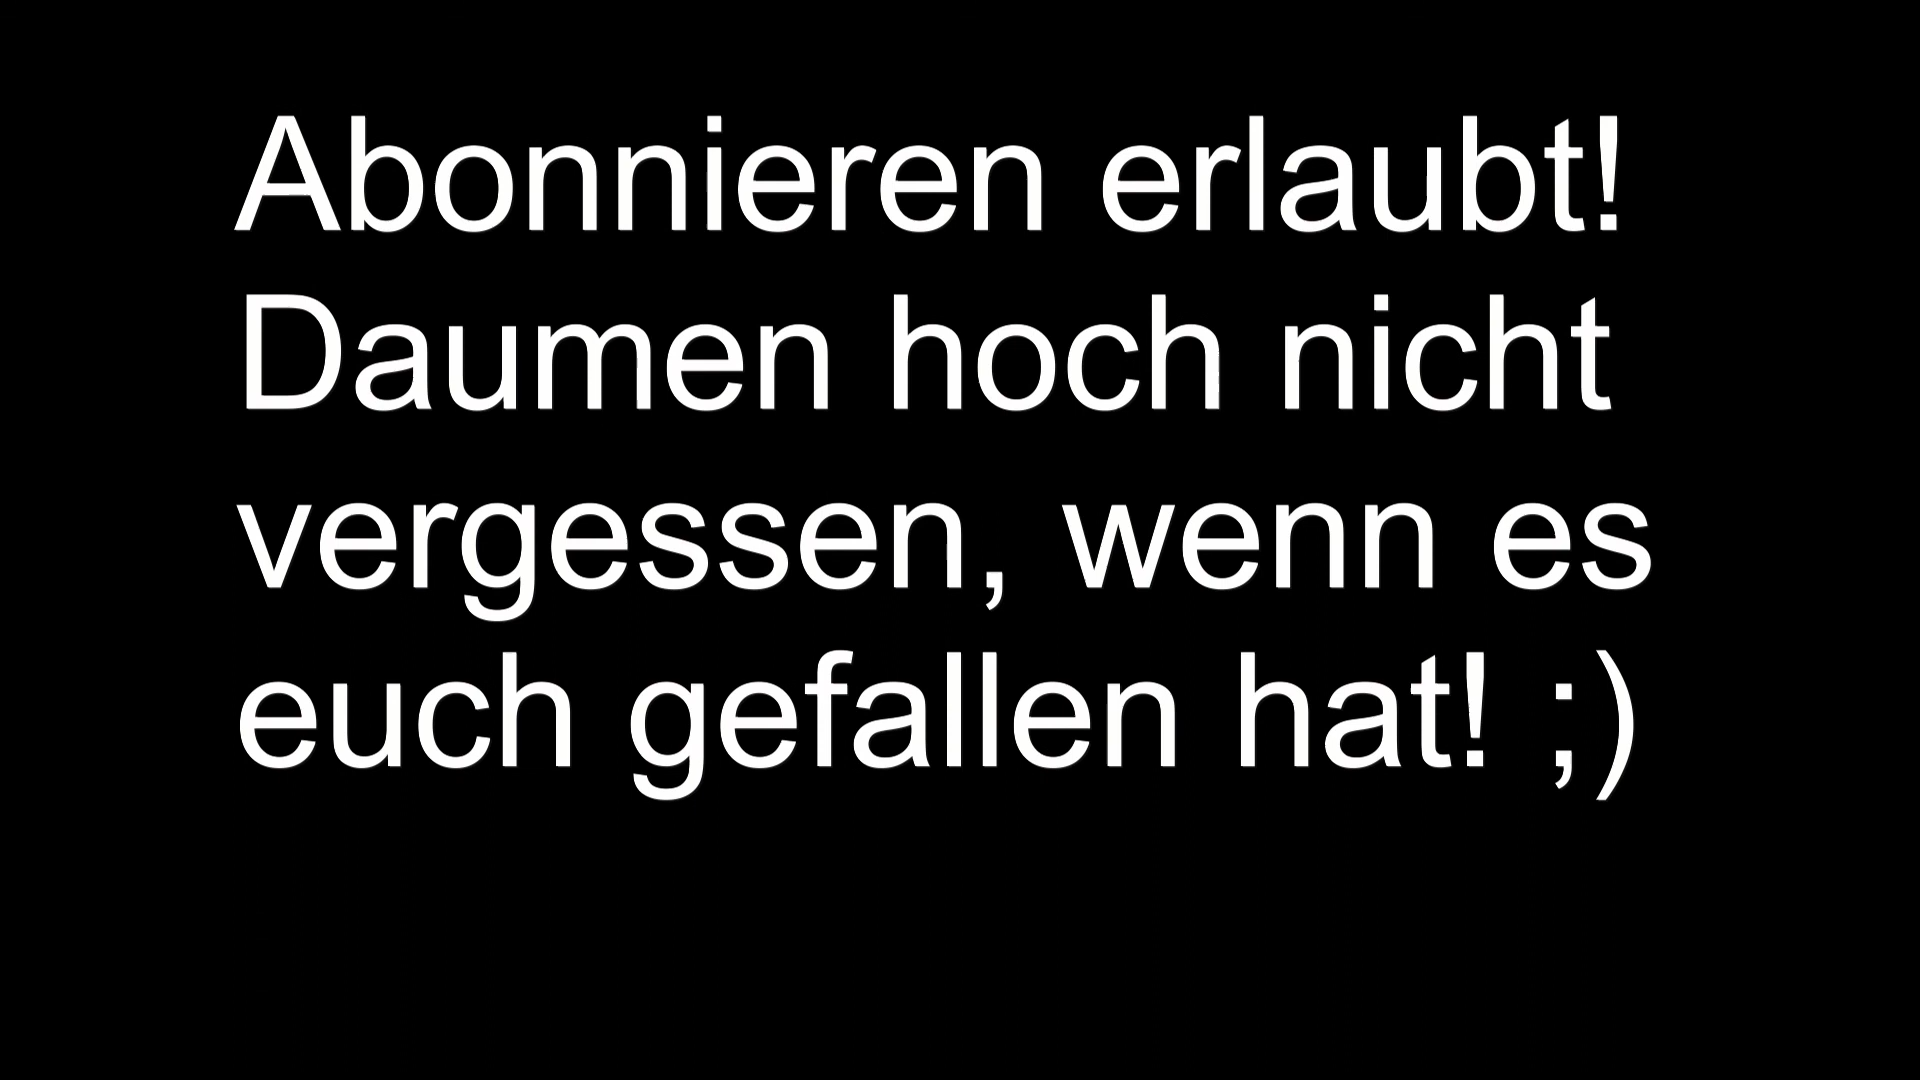 Abonnieren erlaubt!
Daumen hoch nicht
vergessen, wenn es
euch gefallen hat! ;)